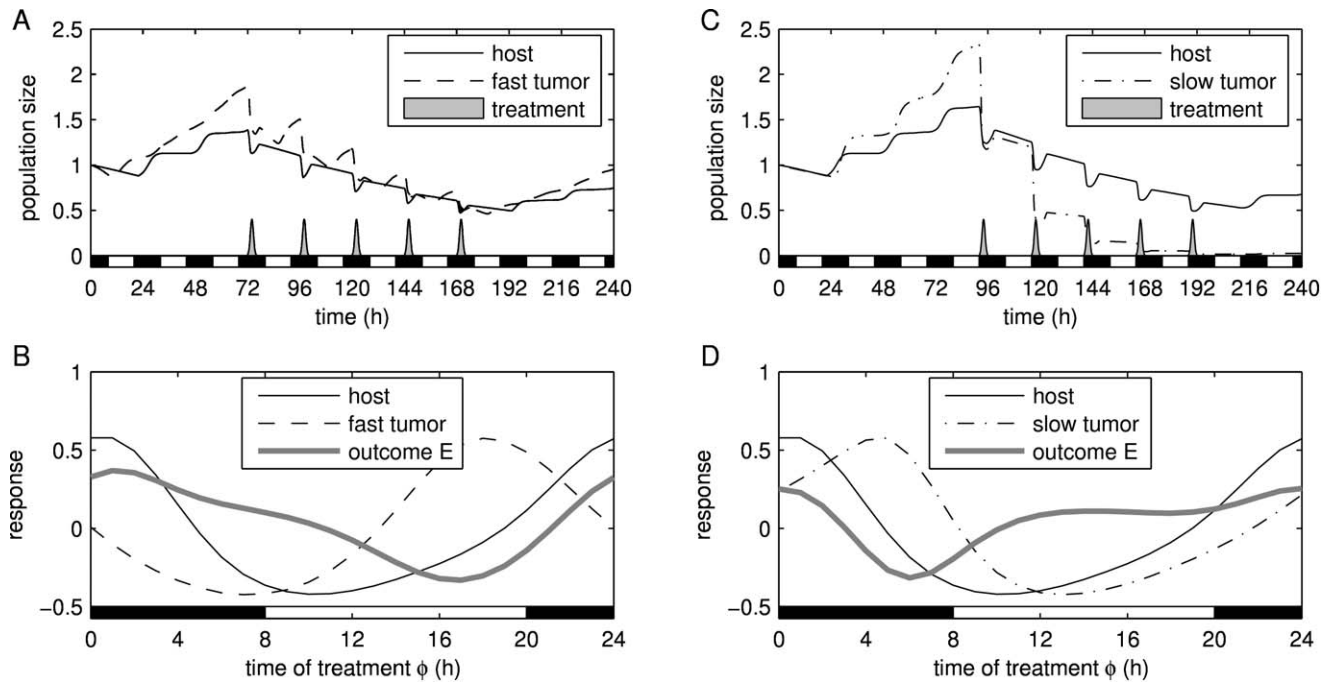 A
2.5
2
1.5
1
0.5
0
population size
host
fast tumor
treatment
0 24 48 72 96 120 144 168 192 216 240
time (h)
C
2.5
2
1.5
1
0.5
0
population size
host
slow tumor
treatment
0 24 48 72 96 120 144 168 192 216 240
time (h)
B
1
0.5
0
−0.5
response
host
fast tumor
outcome E
0 4 8 12 16 20 24
time of treatment ϕ (h)
D
1
0.5
0
−0.5
response
host
slow tumor
outcome E
0 4 8 12 16 20 24
time of treatment ϕ (h)